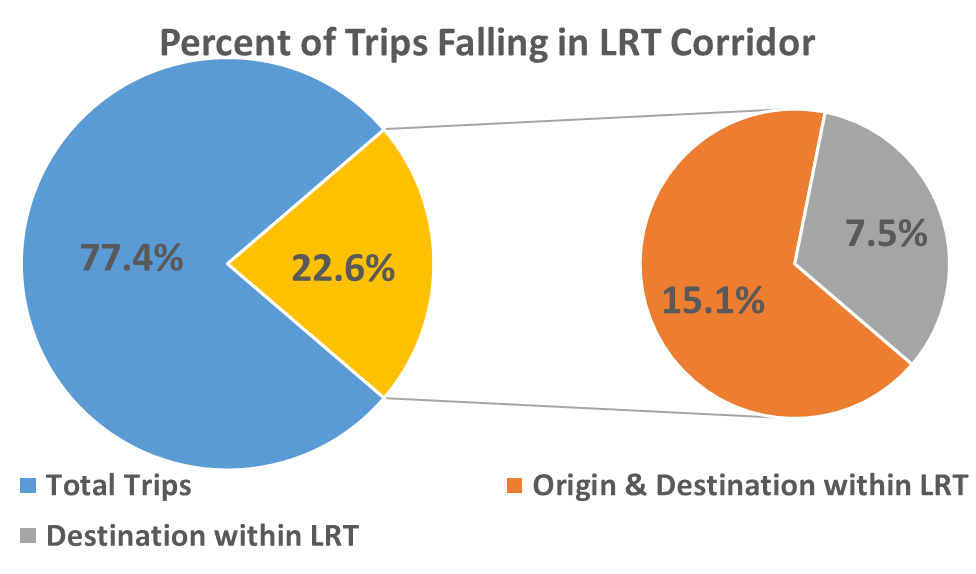 Percent of Trips Falling in LRT Corridor
77.4%
22.6%
15.1%
7.5%
Total Trips
Origin & Destination within LRT
Destination within LRT